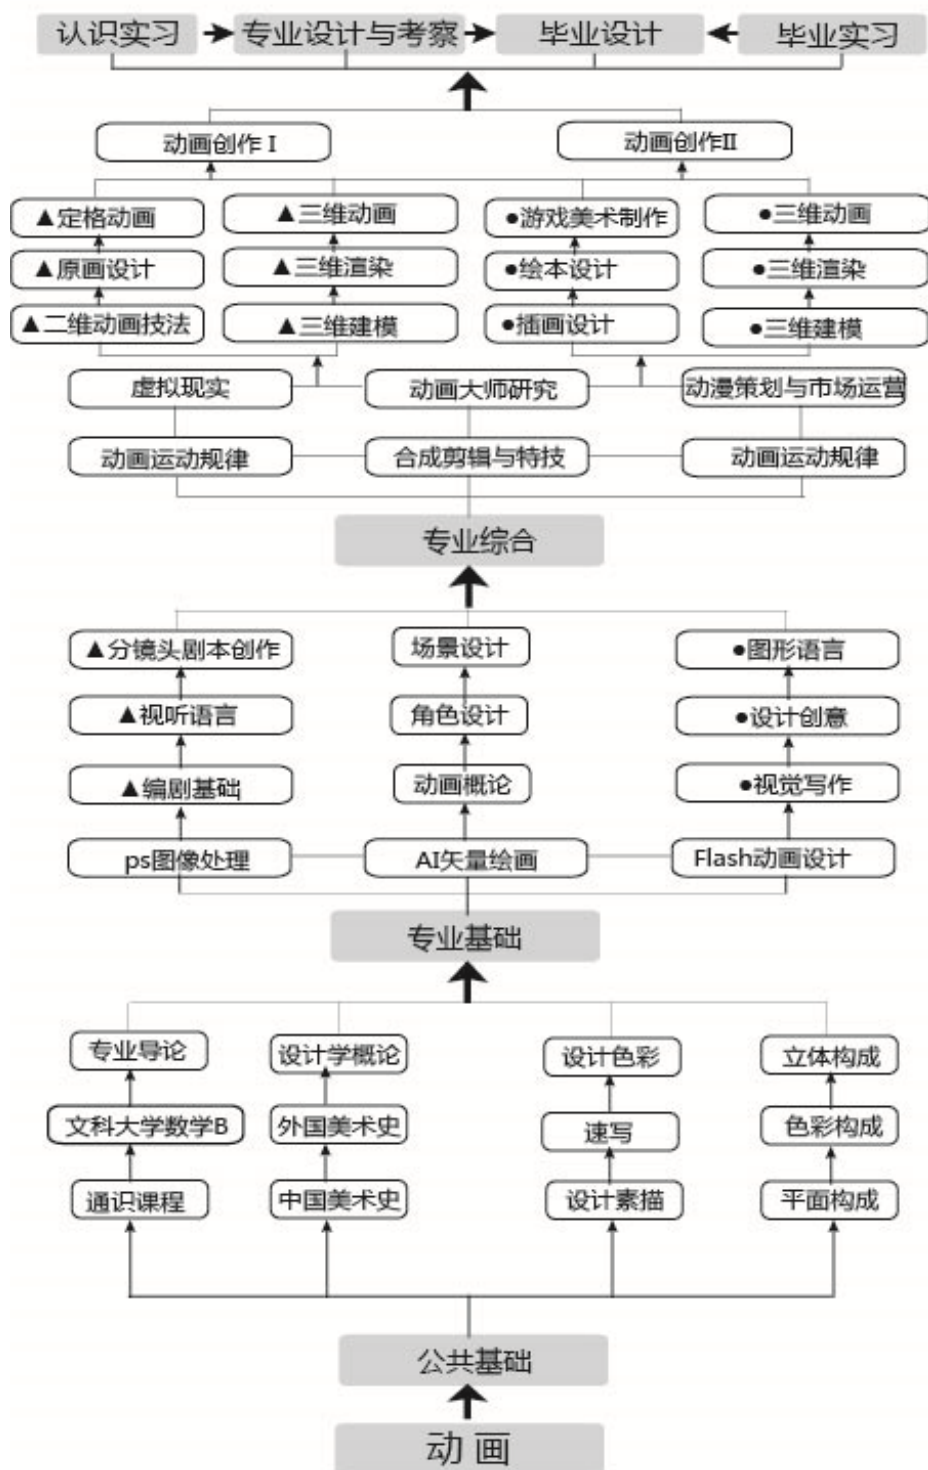 认识实习 专业设计与考察 毕业设计 毕业实习
动画创作 I 动画创作II
▲定格动画 ▲三维动画 ●游戏美术制作 ●三维动画
▲原画设计 ▲三维渲染 ●绘本设计 ●三维渲染
▲二维动画技法 ▲三维建模 ●插画设计 ●三维建模
虚拟现实 动画大师研究 动漫策划与市场运营
动画运动规律 合成剪辑与特技 动画运动规律
专业综合
▲分镜头剧本创作 场景设计 ●图形语言
▲视听语言 角色设计 ●设计创意
▲编剧基础 动画概论 ●视觉写作
ps图像处理 AI矢量绘画 Flash动画设计
专业基础
专业导论 设计学概论 设计色彩 立体构成
文科大学数学B 外国美术史 速写 色彩构成
通识课程 中国美术史 设计素描 平面构成
公共基础
动 画